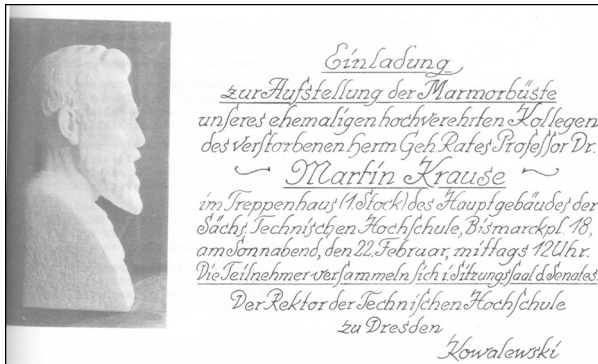 Einladung
zur Aufstellung der Marmorbüste
unseres ehemaligen hochverehrten Kollegen
des verstorbenen Herrn Geh. Rates Professor Dr.
Martin Krause
im Treppenhaus (1. Stock) des Hauptgebäudes der
Sächs. Technischen Hochschule, Bismarckpl. 18,
am Sonnabend, den 22. Februar, mittags 12 Uhr.
Die Teilnehmer versammeln sich i. Sitzungssaal d. Senates.
Der Rektor der Technischen Hochschule
zu Dresden
Kowalewski